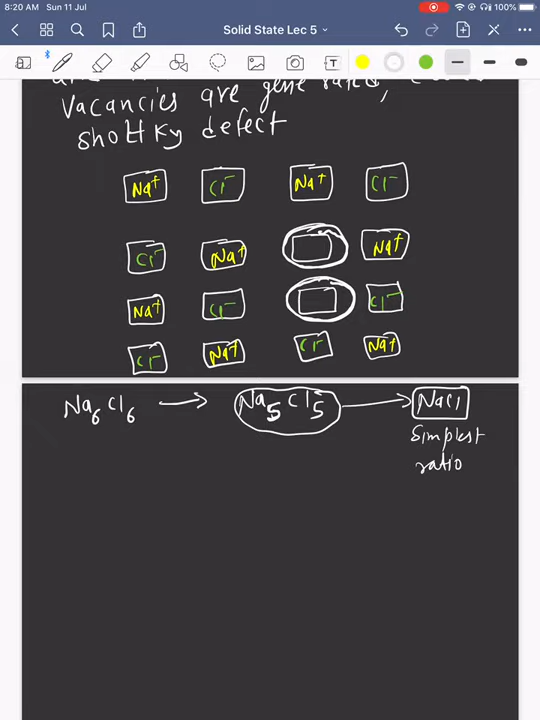 8:20 AM Sun 11 Jul 100%
Solid State Lec 5
T
vacancies are generated,
shottky defect
Na+ Cl- Na+ Cl-
Cl- Na+ Na+
Na+ Cl- Cl-
Cl- Na+ Cl- Na+
Na₆Cl₆ → Na₅Cl₅ → NaCl
Simplest
ratio